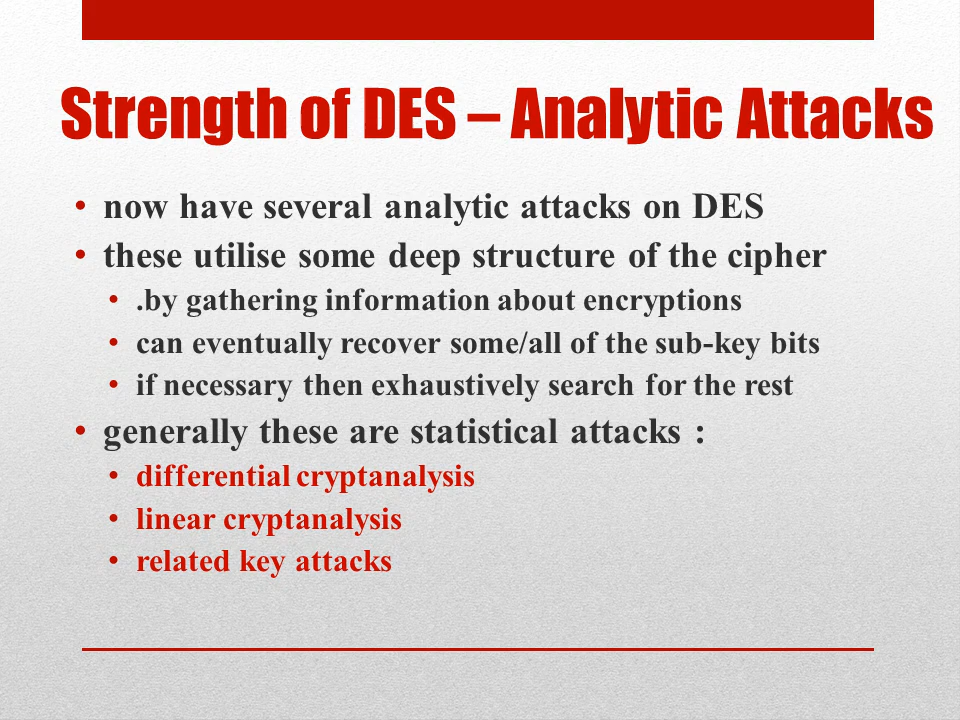 Strength of DES – Analytic Attacks
• now have several analytic attacks on DES
• these utilise some deep structure of the cipher
• .by gathering information about encryptions
• can eventually recover some/all of the sub-key bits
• if necessary then exhaustively search for the rest
• generally these are statistical attacks :
• differential cryptanalysis
• linear cryptanalysis
• related key attacks